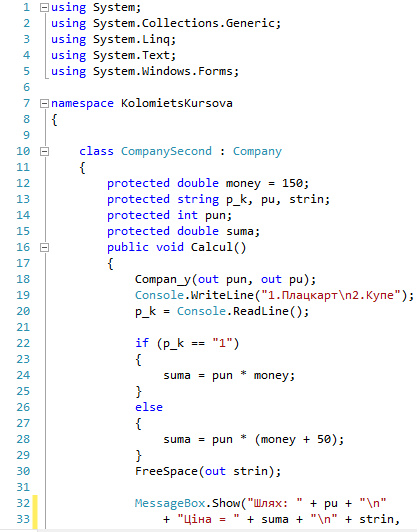 1 using System;
2 using System.Collections.Generic;
3 using System.Linq;
4 using System.Text;
5 using System.Windows.Forms;
6
7 namespace KolomietsKursova
8 {
9
10 class CompanySecond : Company
11 {
12 protected double money = 150;
13 protected string p_k, pu, strin;
14 protected int pun;
15 protected double suma;
16 public void Calcul()
17 {
18 Compan_y(out pun, out pu);
19 Console.WriteLine("1.Плацкарт\n2.Купе");
20 p_k = Console.ReadLine();
21
22 if (p_k == "1")
23 {
24 suma = pun * money;
25 }
26 else
27 {
28 suma = pun * (money + 50);
29 }
30 FreeSpace(out strin);
31
32 MessageBox.Show("Шлях: " + pu + "\n"
33 + "Ціна = " + suma + "\n" + strin,